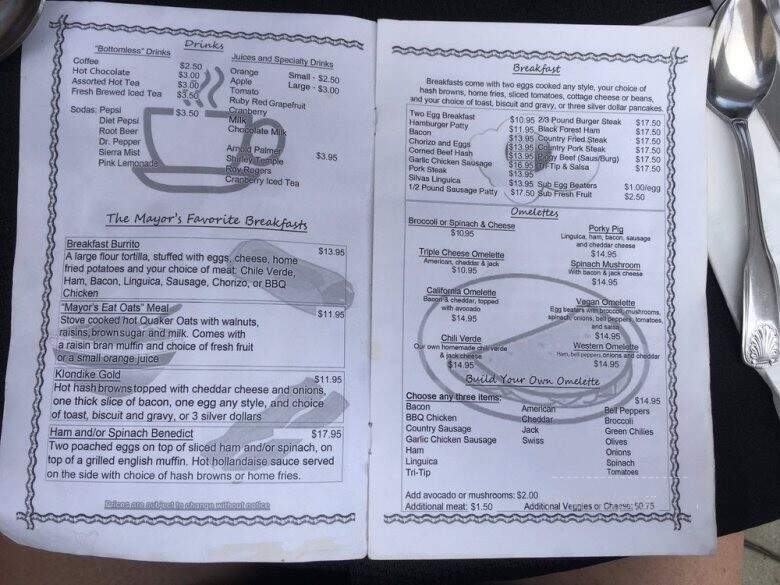 Drinks
"Bottomless" Drinks
Coffee $2.50
Hot Chocolate $3.00
Assorted Hot Tea $3.00
Fresh Brewed Iced Tea $3.50
Sodas: Pepsi $3.50
Diet Pepsi
Root Beer
Dr. Pepper
Sierra Mist
Pink Lemonade
Juices and Specialty Drinks
Orange Small - $2.50
Apple Large - $3.00
Tomato
Ruby Red Grapefruit
Cranberry
Milk
Chocolate Milk
Arnold Palmer $3.95
Shirley Temple
Roy Rogers
Cranberry Iced Tea
The Mayor's Favorite Breakfasts
Breakfast Burrito $13.95
A large flour tortilla, stuffed with eggs, cheese, home
fried potatoes and your choice of meat: Chile Verde,
Ham, Bacon, Linguica, Sausage, Chorizo, or BBQ
Chicken
"Mayor's Eat Oats" Meal $11.95
Stove cooked hot Quaker Oats with walnuts,
raisins, brown sugar and milk. Comes with
a raisin bran muffin and choice of fresh fruit
or a small orange juice
Klondike Gold $11.95
Hot hash browns topped with cheddar cheese and onions,
one thick slice of bacon, one egg any style, and choice
of toast, biscuit and gravy, or 3 silver dollars
Ham and/or Spinach Benedict $17.95
Two poached eggs on top of sliced ham and/or spinach, on
top of a grilled english muffin. Hot hollandaise sauce served
on the side with choice of hash browns or home fries.
Prices are subject to change without notice
Breakfast
Breakfasts come with two eggs cooked any style, your choice of
hash browns, home fries, sliced tomatoes, cottage cheese or beans,
and your choice of toast, biscuit and gravy, or three silver dollar pancakes.
Two Egg Breakfast $10.95
Hamburger Patty $11.95
Bacon $13.95
Chorizo and Eggs $13.95
Corned Beef Hash $13.95
Garlic Chicken Sausage $16.95
Pork Steak $13.95
Silvas Linguica $13.95
1/2 Pound Sausage Patty $17.50
2/3 Pound Burger Steak $17.50
Black Forest Ham $17.50
Country Fried Steak $17.50
Country Pork Steak $17.50
Biggy Beef (Saus/Burg) $17.50
Tri-Tip & Salsa $17.50
Sub Egg Beaters $1.00/egg
Sub Fresh Fruit $2.50
Omelettes
Broccoli or Spinach & Cheese
$10.95
Triple Cheese Omelette
American, cheddar & jack
$10.95
California Omelette
Bacon & cheddar, topped
with avocado
$14.95
Chili Verde
Our own homemade chili verde
& jack cheese
$14.95
Porky Pig
Linguica, ham, bacon, sausage
and cheddar cheese
$14.95
Spinach Mushroom
With bacon & jack cheese
$14.95
Vegan Omelette
Egg beaters with broccoli, mushrooms,
spinach, onions, bell peppers, tomatoes,
and salsa
$14.95
Western Omelette
Ham, bell peppers, onions and cheddar
$14.95
Build Your Own Omelette
Choose any three items: $14.95
Bacon
BBQ Chicken
Country Sausage
Garlic Chicken Sausage
Ham
Linguica
Tri-Tip
American
Cheddar
Jack
Swiss
Bell Peppers
Broccoli
Green Chilies
Olives
Onions
Spinach
Tomatoes
Add avocado or mushrooms: $2.00
Additional meat: $1.50 Additional Veggies or Cheese: $0.75